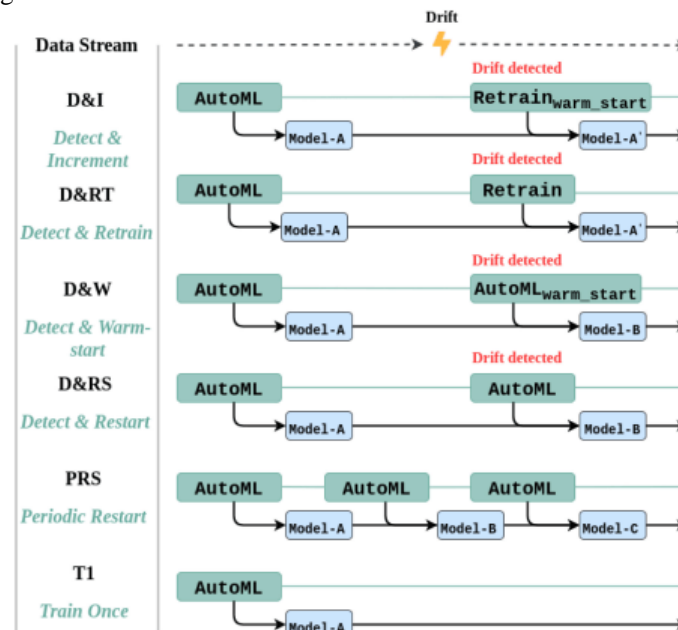 Drift
Data Stream
Drift detected
D&I
AutoML
Retrainwarm_start
Detect &
Increment
Model-A
Model-A'
Drift detected
D&RT
AutoML
Retrain
Detect & Retrain
Model-A
Model-A'
Drift detected
D&W
AutoML
AutoMLwarm_start
Detect & Warm-
start
Model-A
Model-B
Drift detected
D&RS
AutoML
AutoML
Detect & Restart
Model-A
Model-B
PRS
AutoML
AutoML
AutoML
Periodic Restart
Model-A
Model-B
Model-C
T1
AutoML
Train Once
Model-A